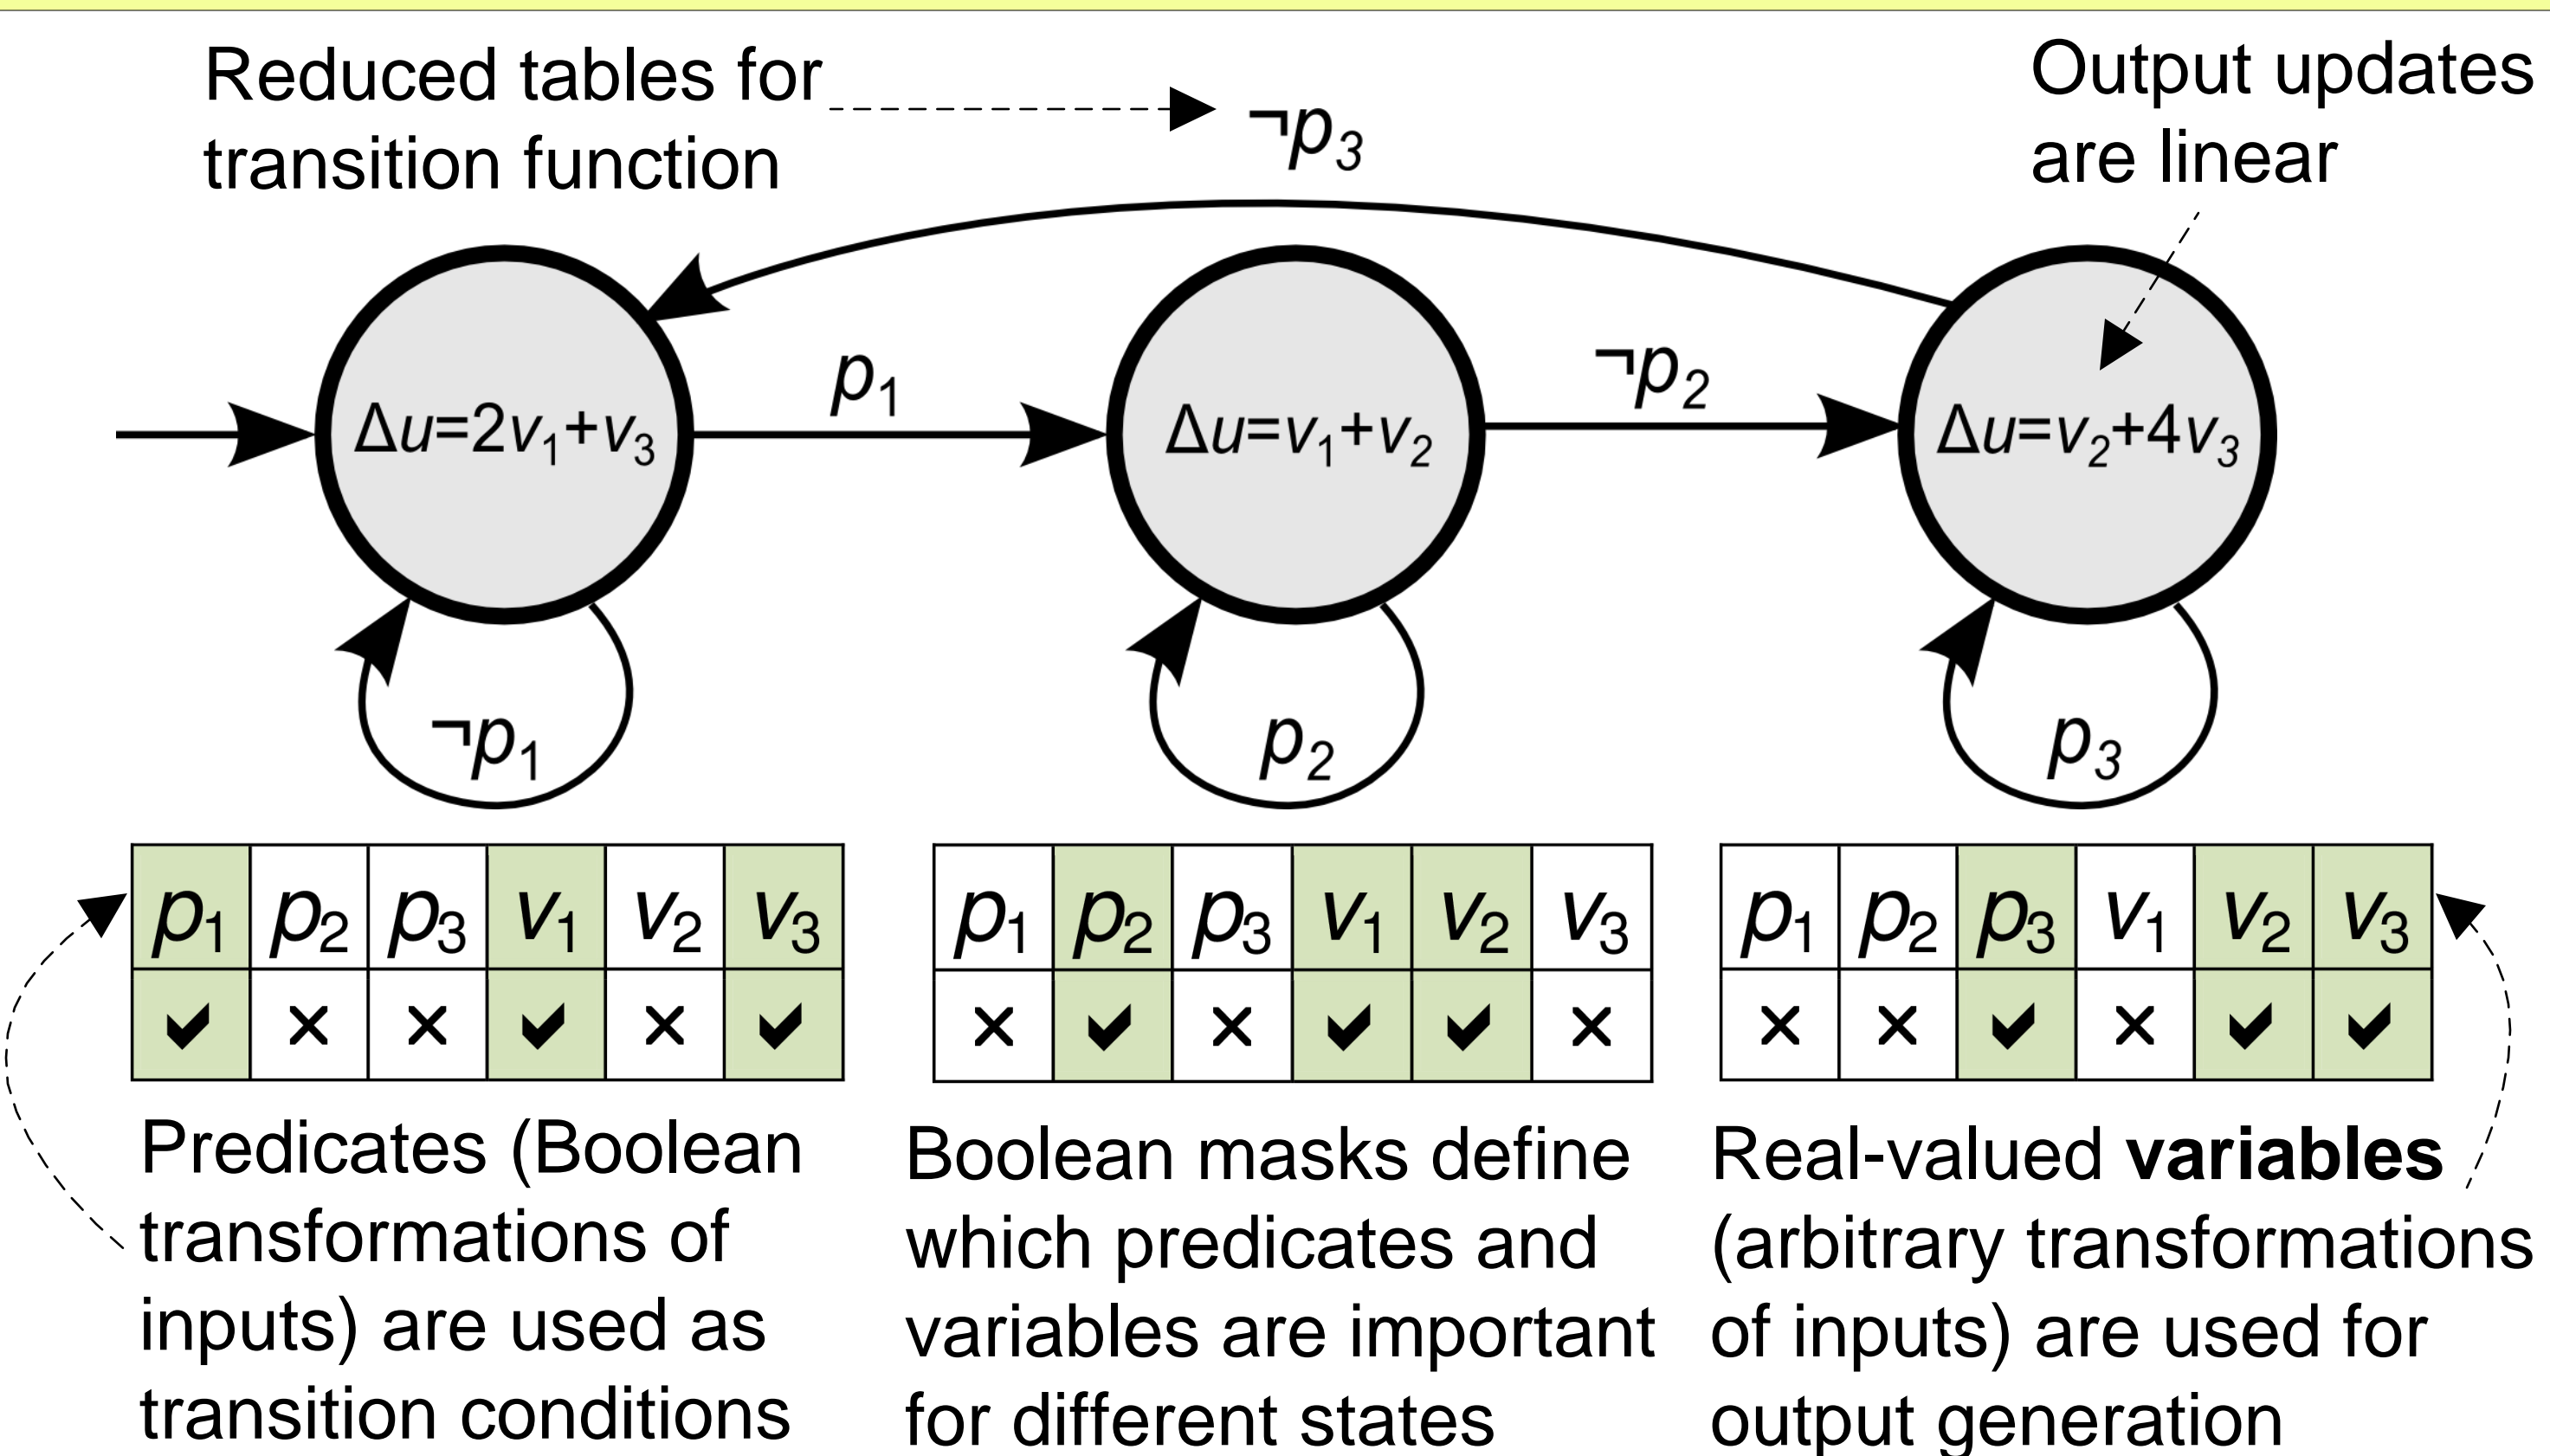 Reduced tables for
transition function
¬p3
Output updates
are linear
p1
¬p2
Δu=2v1+v3
Δu=v1+v2
Δu=v2+4v3
¬p1
p2
p3
p1 p2 p3 v1 v2 v3
✔ × × ✔ × ✔
p1 p2 p3 v1 v2 v3
× ✔ × ✔ ✔ ×
p1 p2 p3 v1 v2 v3
× × ✔ × ✔ ✔
Predicates (Boolean
transformations of
inputs) are used as
transition conditions
Boolean masks define
which predicates and
variables are important
for different states
Real-valued variables
(arbitrary transformations
of inputs) are used for
output generation